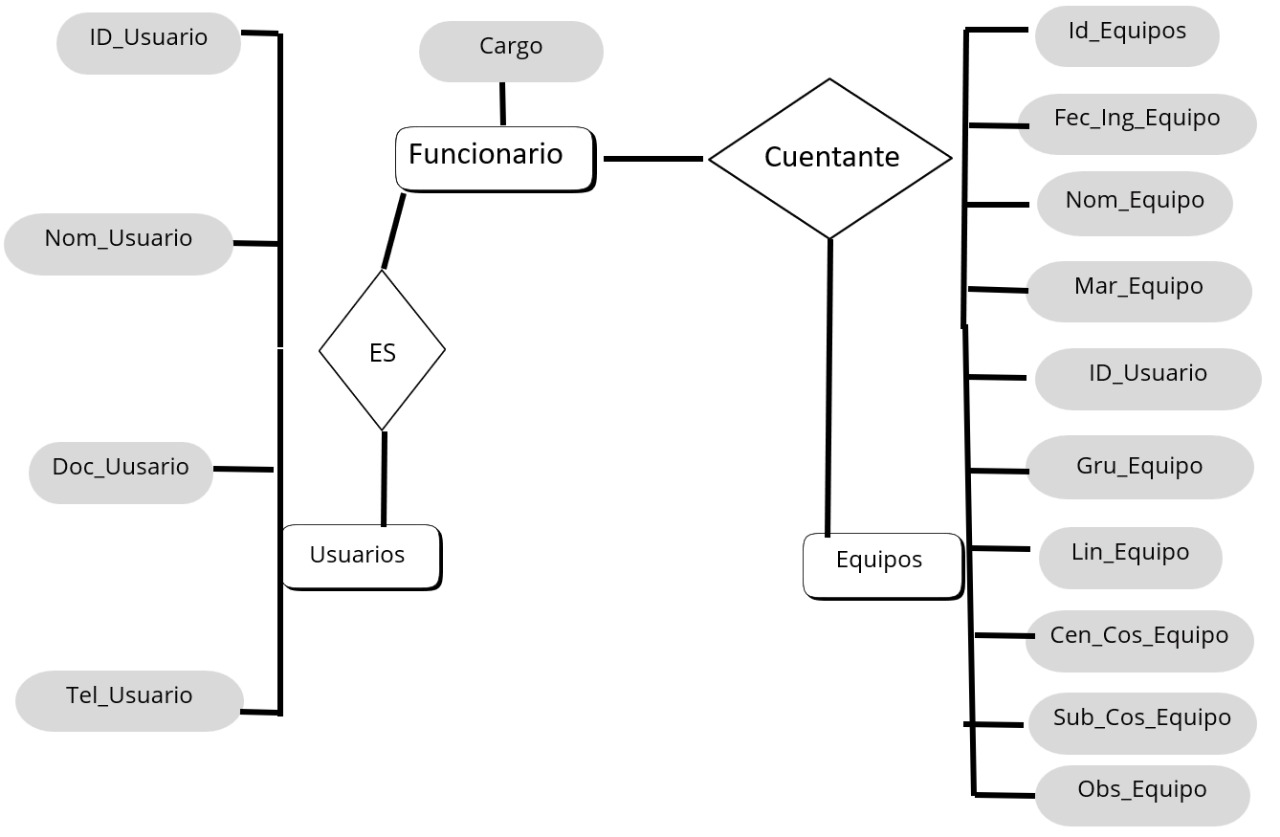 ID_Usuario
Nom_Usuario
Doc_Uusario
Tel_Usuario
Cargo
Funcionario
ES
Usuarios
Cuentante
Equipos
Id_Equipos
Fec_Ing_Equipo
Nom_Equipo
Mar_Equipo
ID_Usuario
Gru_Equipo
Lin_Equipo
Cen_Cos_Equipo
Sub_Cos_Equipo
Obs_Equipo